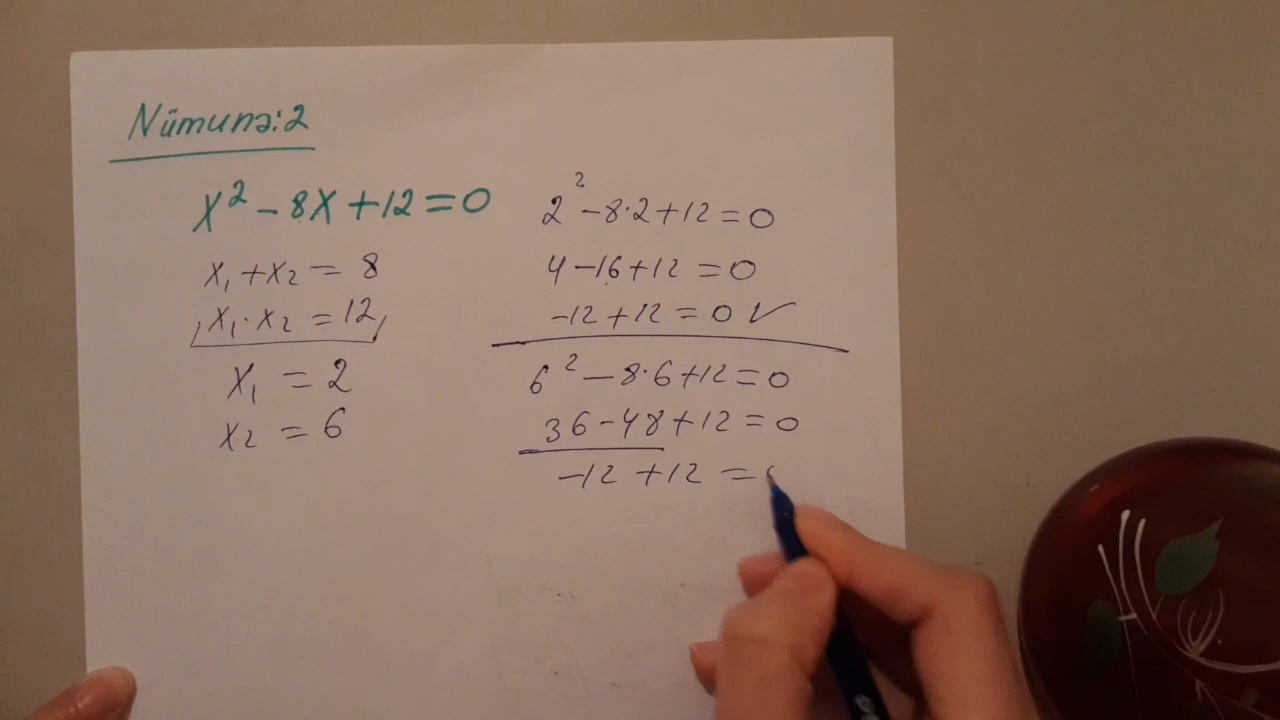 Nümunə:2
x² - 8x + 12 = 0
x₁ + x₂ = 8
x₁ · x₂ = 12
x₁ = 2
x₂ = 6
2² - 8·2 + 12 = 0
4 - 16 + 12 = 0
-12 + 12 = 0 ✓
6² - 8·6 + 12 = 0
36 - 48 + 12 = 0
-12 + 12 =